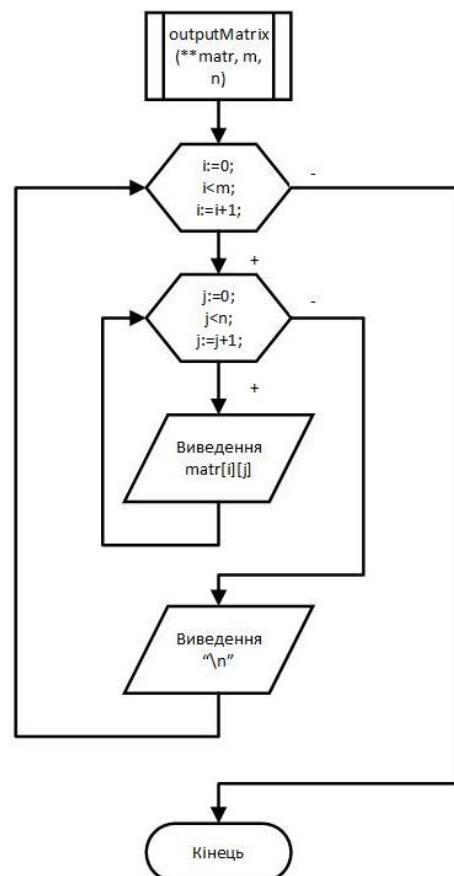 outputMatrix
(**matr, m,
n)
i:=0;
i<m;
i:=i+1;
-
+
j:=0;
j<n;
j:=j+1;
-
+
Виведення
matr[i][j]
Виведення
“\n”
Кінець